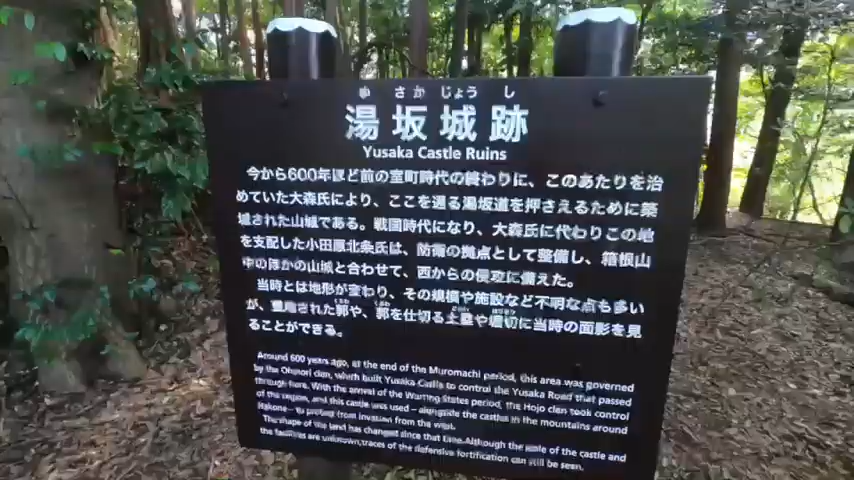 ゆ さか じょう し
湯坂城跡
Yusaka Castle Ruins
今から600年ほど前の室町時代の終わりに、このあたりを治
めていた大森氏により、ここを通る湯坂道を押さえるために築
城された山城である。戦国時代になり、大森氏に代わりこの地
を支配した小田原北条氏は、防衛の拠点として整備し、箱根山
中のほかの山城と合わせて、西からの侵攻に備えた。
当時とは地形が変わり、その規模や施設など不明な点も多い
が、重ねられた郭や、郭を仕切る土塁や堀切に当時の面影を見
ることができる。
Around 600 years ago, at the end of the Muromachi period, this area was governed
by the Ohmori clan, which built Yusaka Castle to control the Yusaka Road that passed
through here. With the arrival of the Warring States period, the Hojo clan took control
of the region, and this castle was used – alongside the castles in the mountains around
Hakone – to protect from invasion from the west.
The shape of the land has changed since that time. Although the scale of the castle and
the facilities are unknown, traces of the defensive fortification can still be seen.